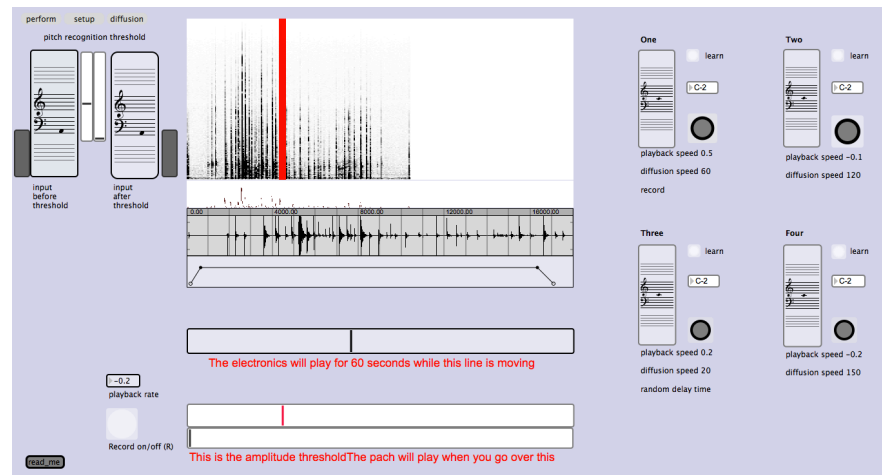 perform setup diffusion
pitch recognition threshold
input
before
threshold
input
after
threshold
0.00 4000.00 8000.00 12000.00 16000.00
The electronics will play for 60 seconds while this line is moving
-0.2
playback rate
Record on/off (R)
This is the amplitude thresholdThe pach will play when you go over this
read_me
One
learn
C-2
playback speed 0.5
diffusion speed 60
record
Two
learn
C-2
playback speed -0.1
diffusion speed 120
Three
learn
C-2
playback speed 0.2
diffusion speed 20
random delay time
Four
learn
C-2
playback speed -0.2
diffusion speed 150